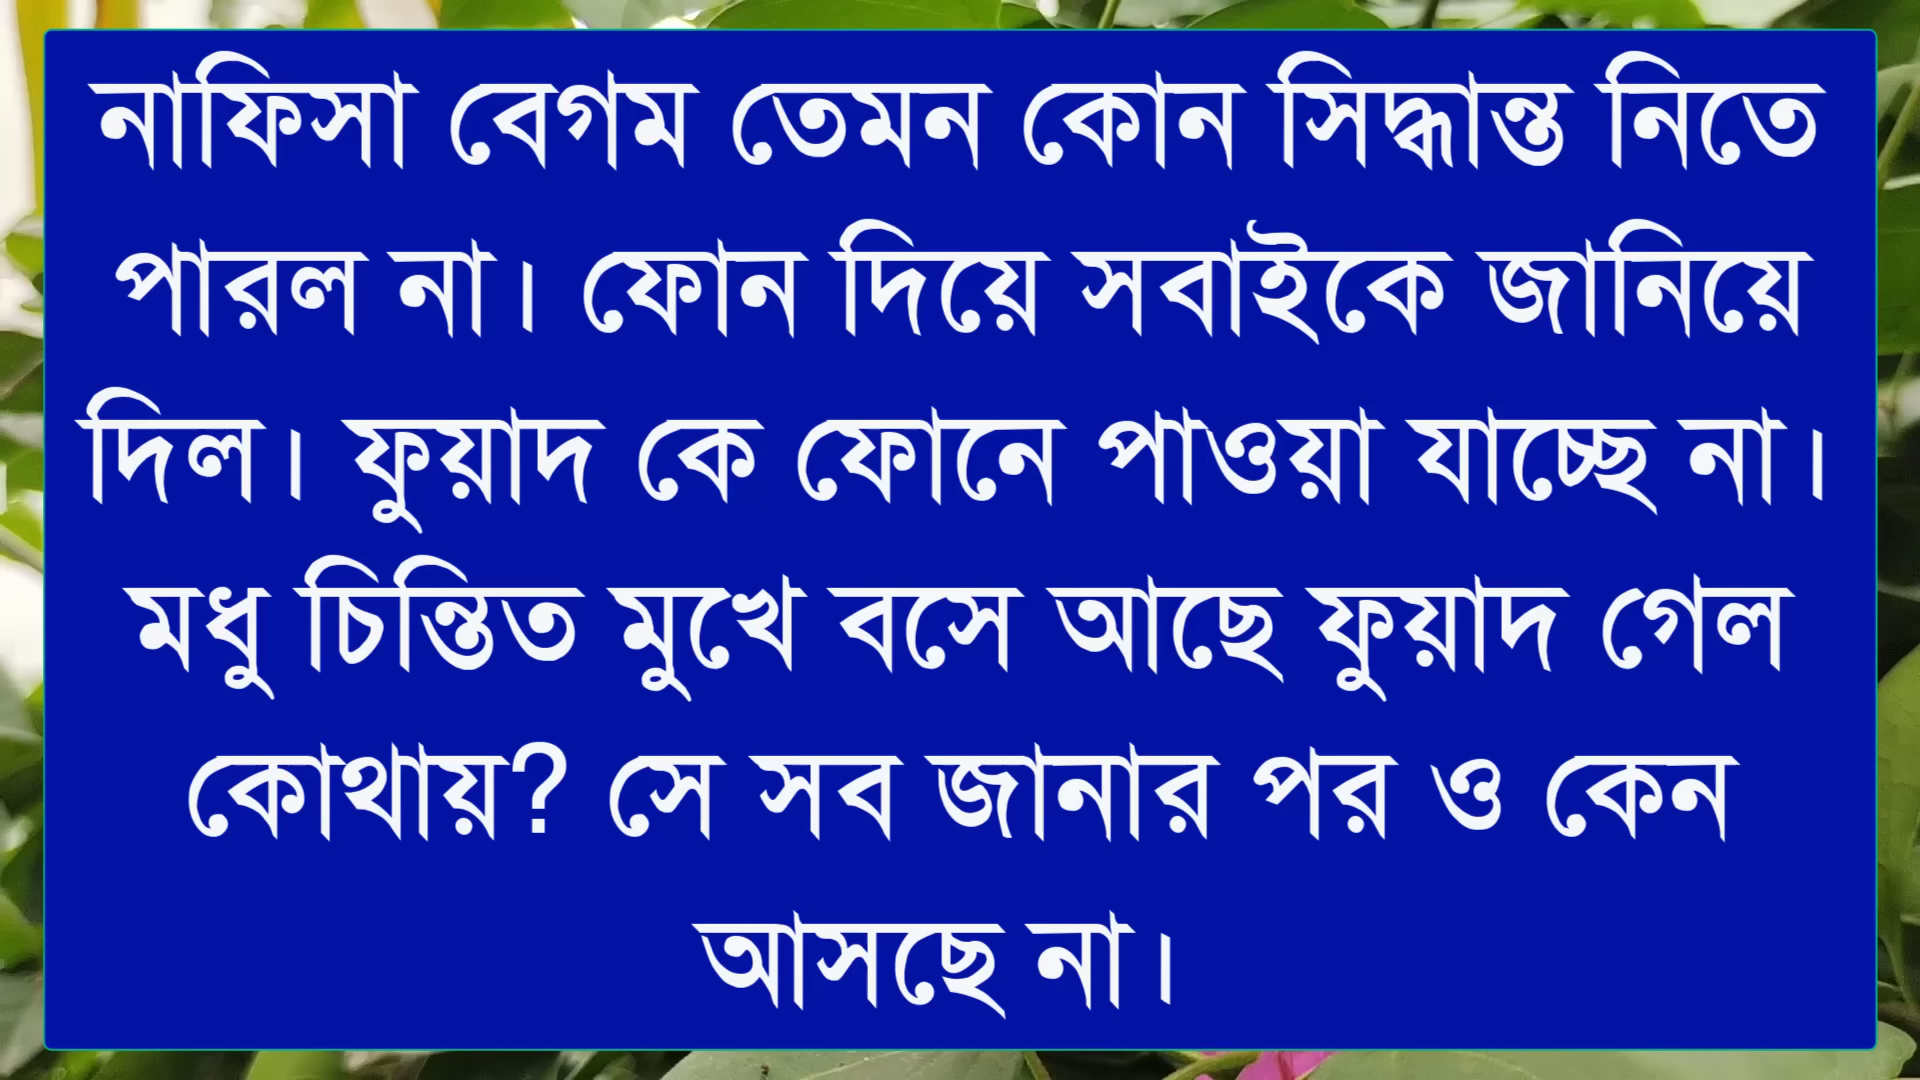 নাফিসা বেগম তেমন কোন সিদ্ধান্ত নিতে
পারল না। ফোন দিয়ে সবাইকে জানিয়ে
দিল। ফুয়াদ কে ফোনে পাওয়া যাচ্ছে না।
মধু চিন্তিত মুখে বসে আছে ফুয়াদ গেল
কোথায়? সে সব জানার পর ও কেন
আসছে না।